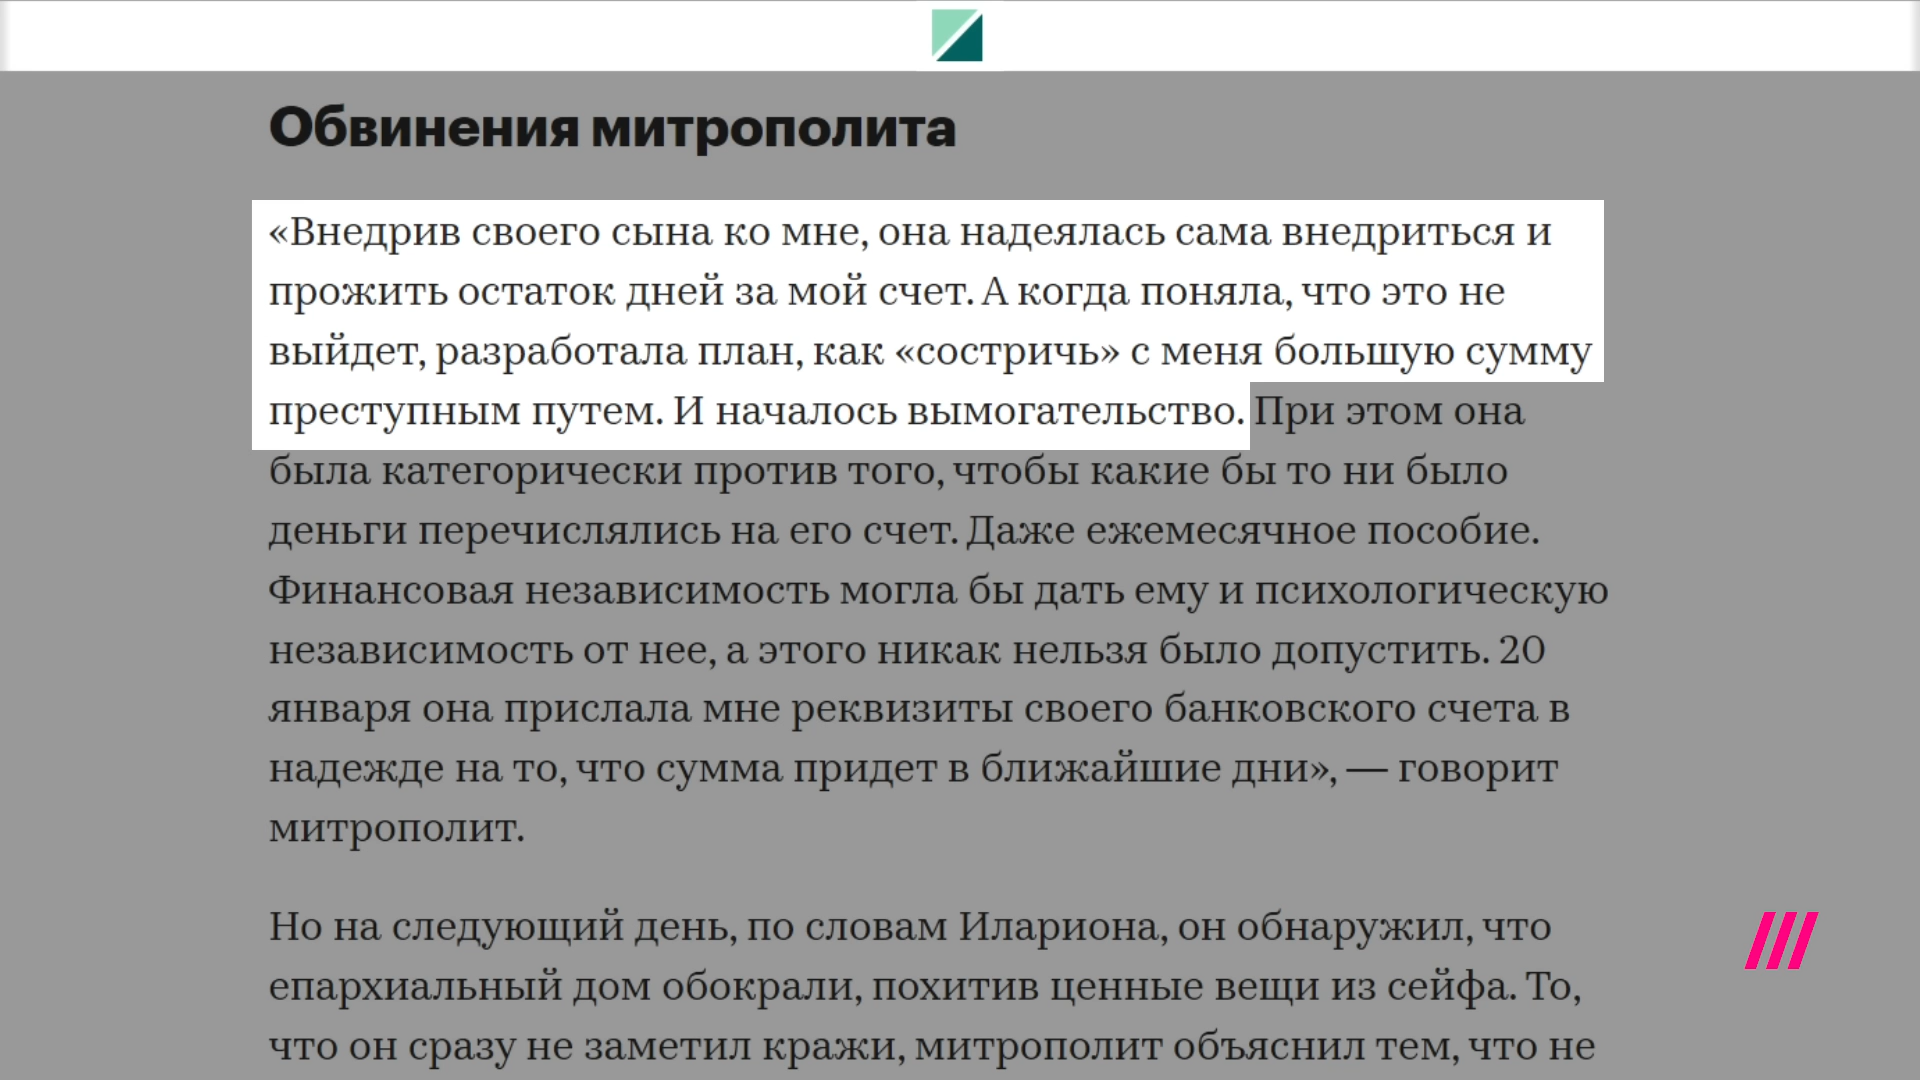 Обвинения митрополита
«Внедрив своего сына ко мне, она надеялась сама внедриться и
прожить остаток дней за мой счет. А когда поняла, что это не
выйдет, разработала план, как «состричь» с меня большую сумму
преступным путем. И началось вымогательство. При этом она
была категорически против того, чтобы какие бы то ни было
деньги перечислялись на его счет. Даже ежемесячное пособие.
Финансовая независимость могла бы дать ему и психологическую
независимость от нее, а этого никак нельзя было допустить. 20
января она прислала мне реквизиты своего банковского счета в
надежде на то, что сумма придет в ближайшие дни», — говорит
митрополит.
Но на следующий день, по словам Илариона, он обнаружил, что
епархиальный дом обокрали, похитив ценные вещи из сейфа. То,
что он сразу не заметил кражи, митрополит объяснил тем, что не